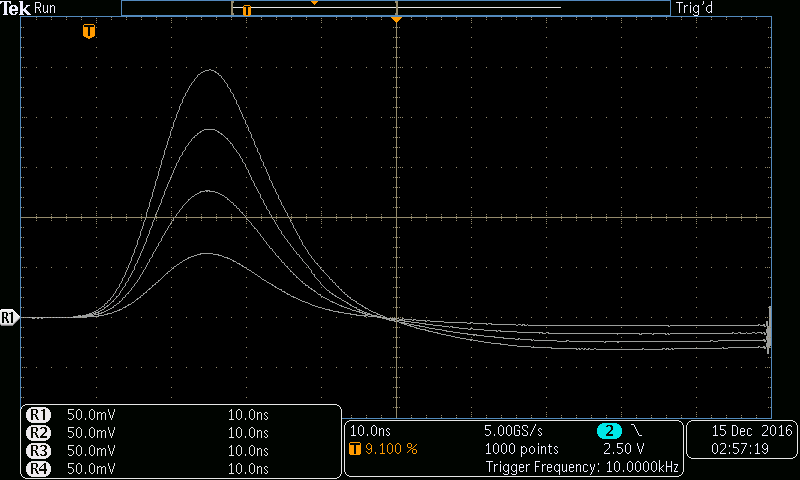 Tek Run Trig'd
T
T
R1
R1 50.0mV 10.0ns
R2 50.0mV 10.0ns
R3 50.0mV 10.0ns
R4 50.0mV 10.0ns
10.0ns 5.00GS/s 2
T 9.100 % 1000 points 2.50 V
Trigger Frequency: 10.0000kHz
15 Dec 2016
02:57:19